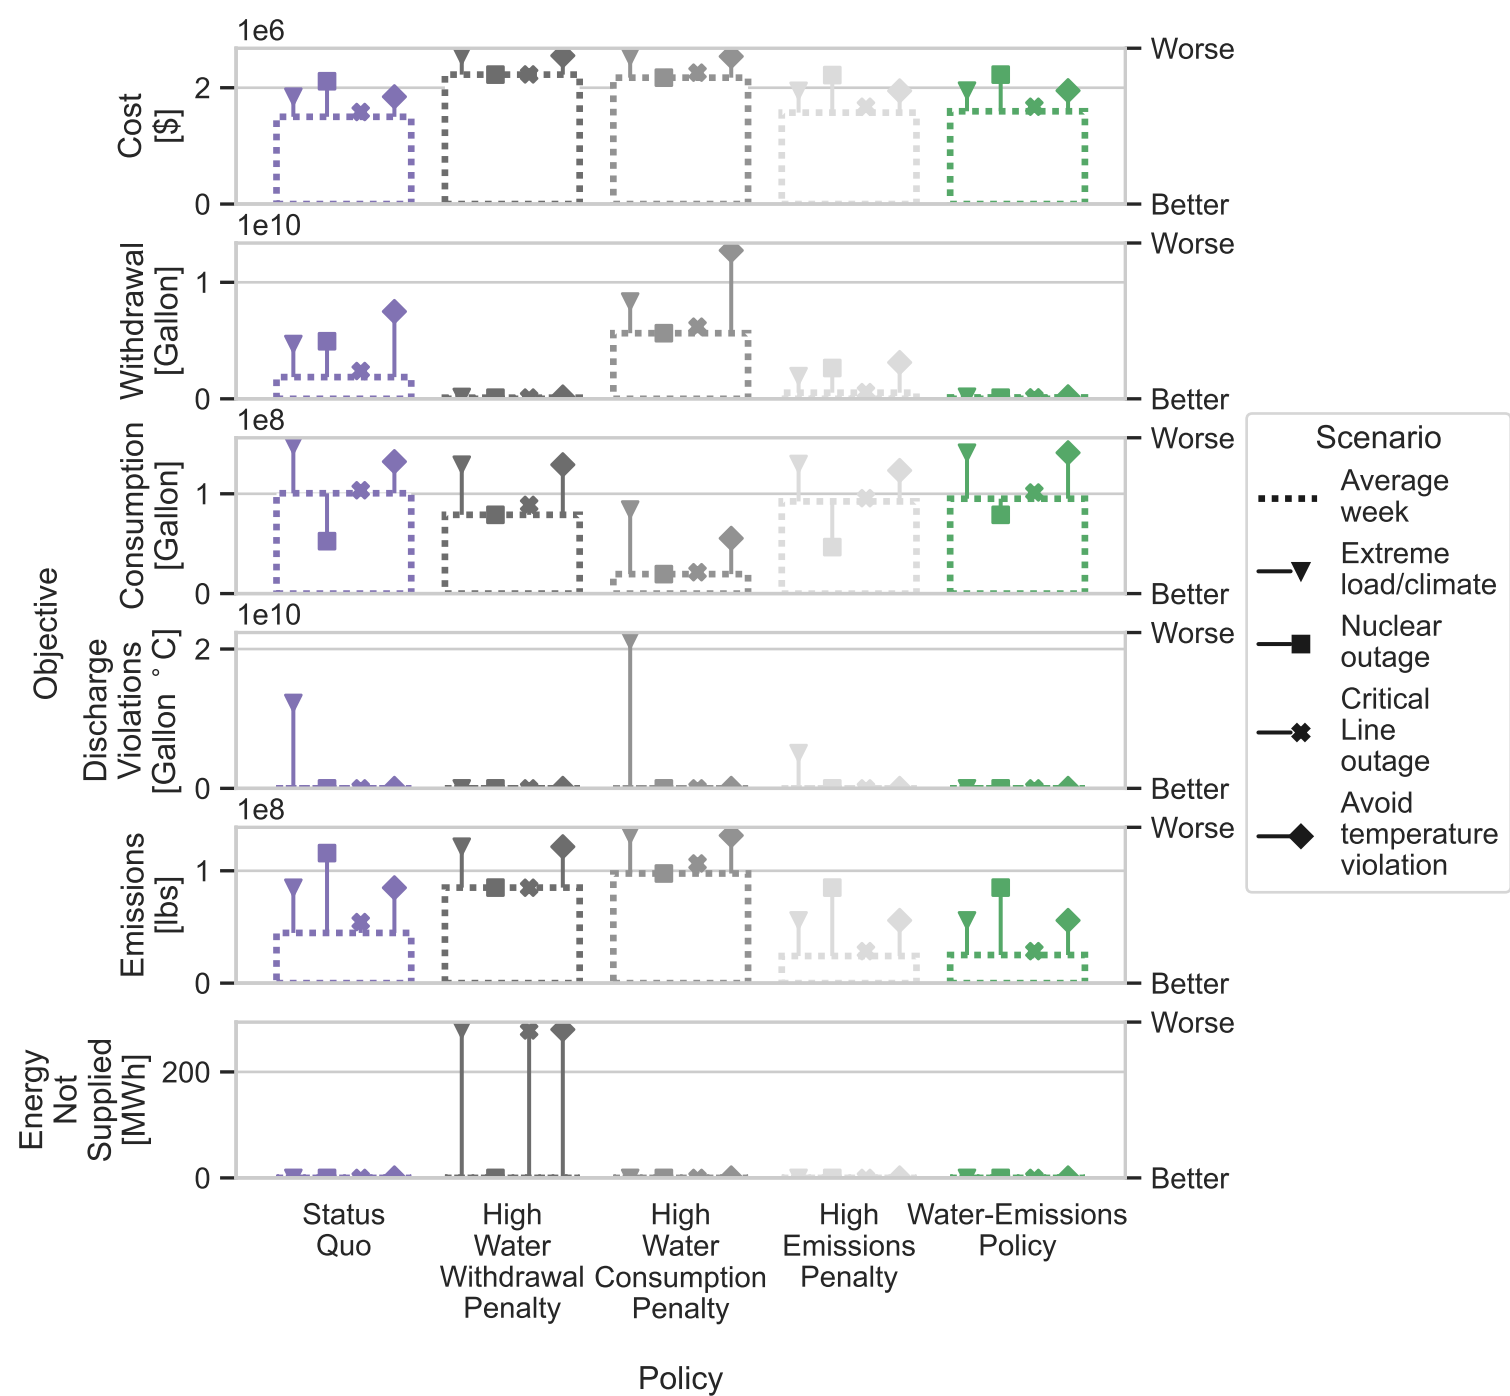 1e6
Worse
2
Cost
[$]
0
Better
1e10
Worse
1
Withdrawal
[Gallon]
0
Better
1e8
Worse
1
Consumption
[Gallon]
0
Better
1e10
Worse
2
Discharge
Violations
[Gallon ° C]
0
Better
1e8
Worse
1
Emissions
[lbs]
0
Better
Worse
200
Energy
Not
Supplied
[MWh]
0
Better
Objective
Status
Quo
High
Water
Withdrawal
Penalty
High
Water
Consumption
Penalty
High
Emissions
Penalty
Water-Emissions
Policy
Policy
Scenario
Average
week
Extreme
load/climate
Nuclear
outage
Critical
Line
outage
Avoid
temperature
violation